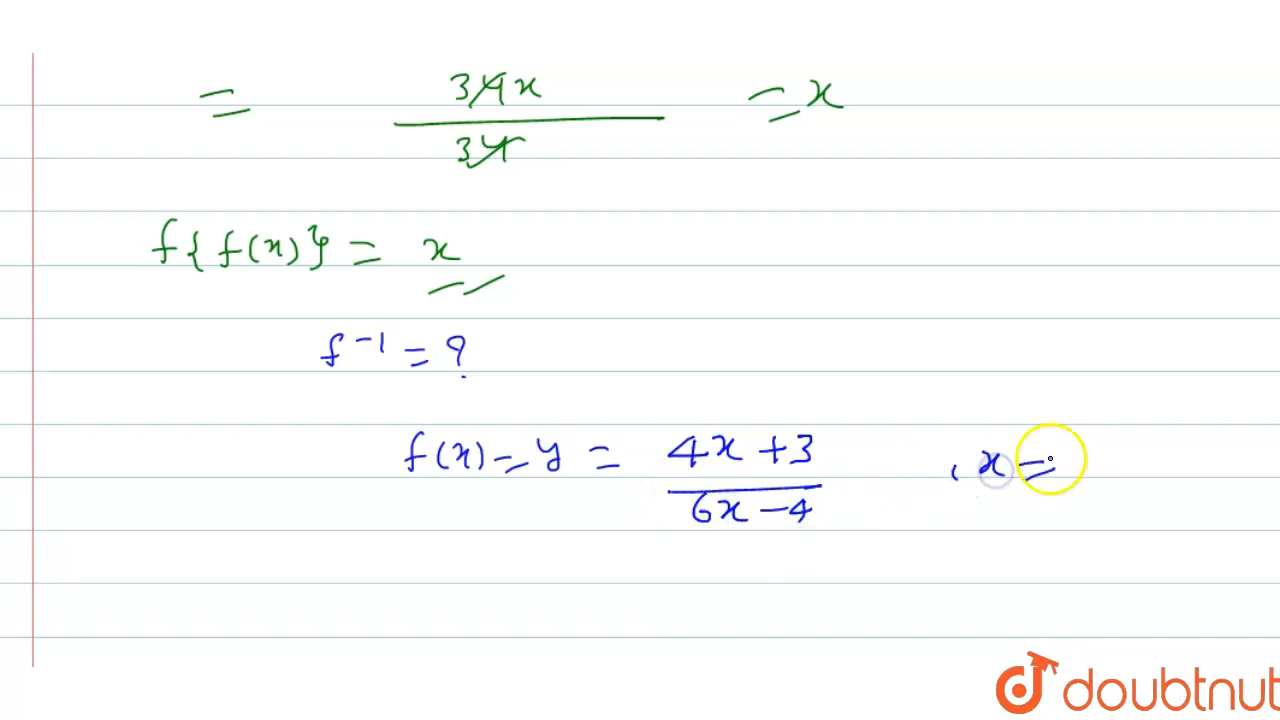 = 34x / 34 = x
f{f(x)} = x
f⁻¹ = ?
f(x) = y = 4x + 3 / 6x - 4 , x =
doubtnut